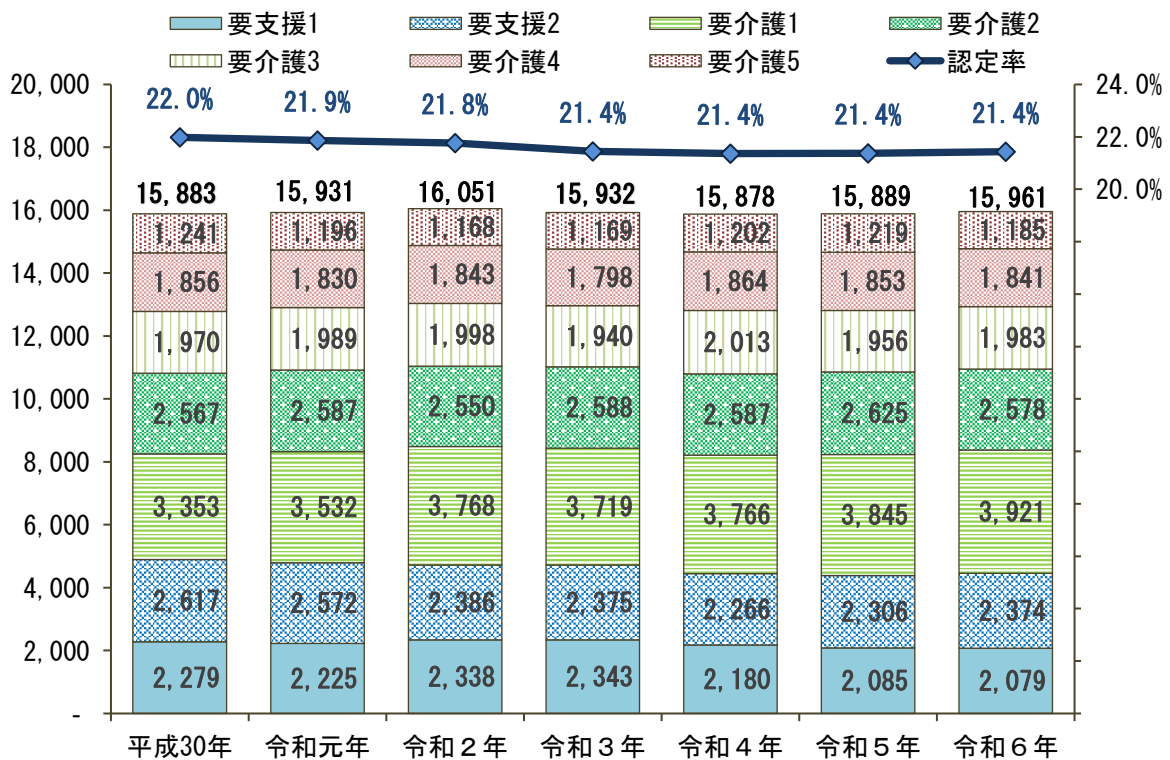 要支援1 要支援2 要介護1 要介護2
要介護3 要介護4 要介護5 認定率
20,000 22.0% 21.9% 21.8% 21.4% 21.4% 21.4% 21.4% 24.0%
18,000 22.0%
15,883 15,931 16,051 15,932 15,878 15,889 15,961 20.0%
16,000
1,241 1,196 1,168 1,169 1,202 1,219 1,185
14,000
1,856 1,830 1,843 1,798 1,864 1,853 1,841
12,000
1,970 1,989 1,998 1,940 2,013 1,956 1,983
10,000
2,567 2,587 2,550 2,588 2,587 2,625 2,578
8,000
3,353 3,532 3,768 3,719 3,766 3,845 3,921
6,000
4,000
2,617 2,572 2,386 2,375 2,266 2,306 2,374
2,000
2,279 2,225 2,338 2,343 2,180 2,085 2,079
-
平成30年 令和元年 令和２年 令和３年 令和４年 令和５年 令和６年